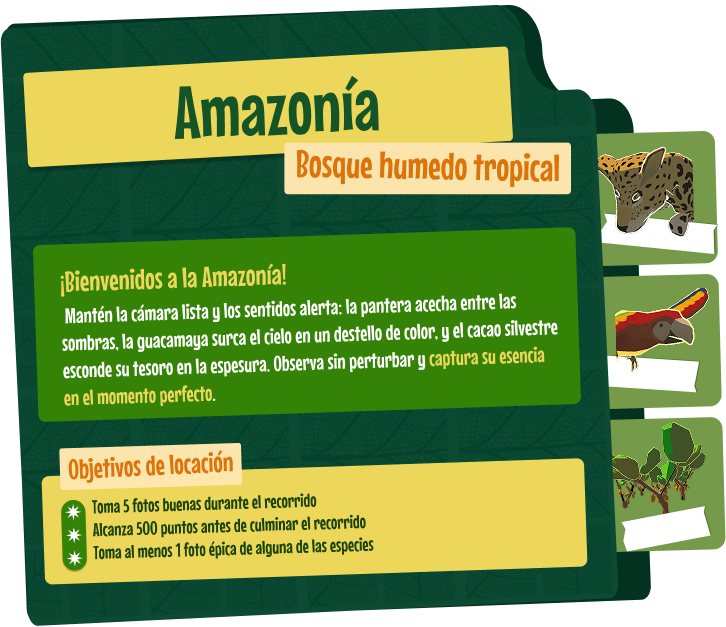 Amazonía
Bosque humedo tropical
¡Bienvenidos a la Amazonía!
Mantén la cámara lista y los sentidos alerta: la pantera acecha entre las
sombras, la guacamaya surca el cielo en un destello de color, y el cacao silvestre
esconde su tesoro en la espesura. Observa sin perturbar y captura su esencia
en el momento perfecto.
Objetivos de locación
Toma 5 fotos buenas durante el recorrido
Alcanza 500 puntos antes de culminar el recorrido
Toma al menos 1 foto épica de alguna de las especies